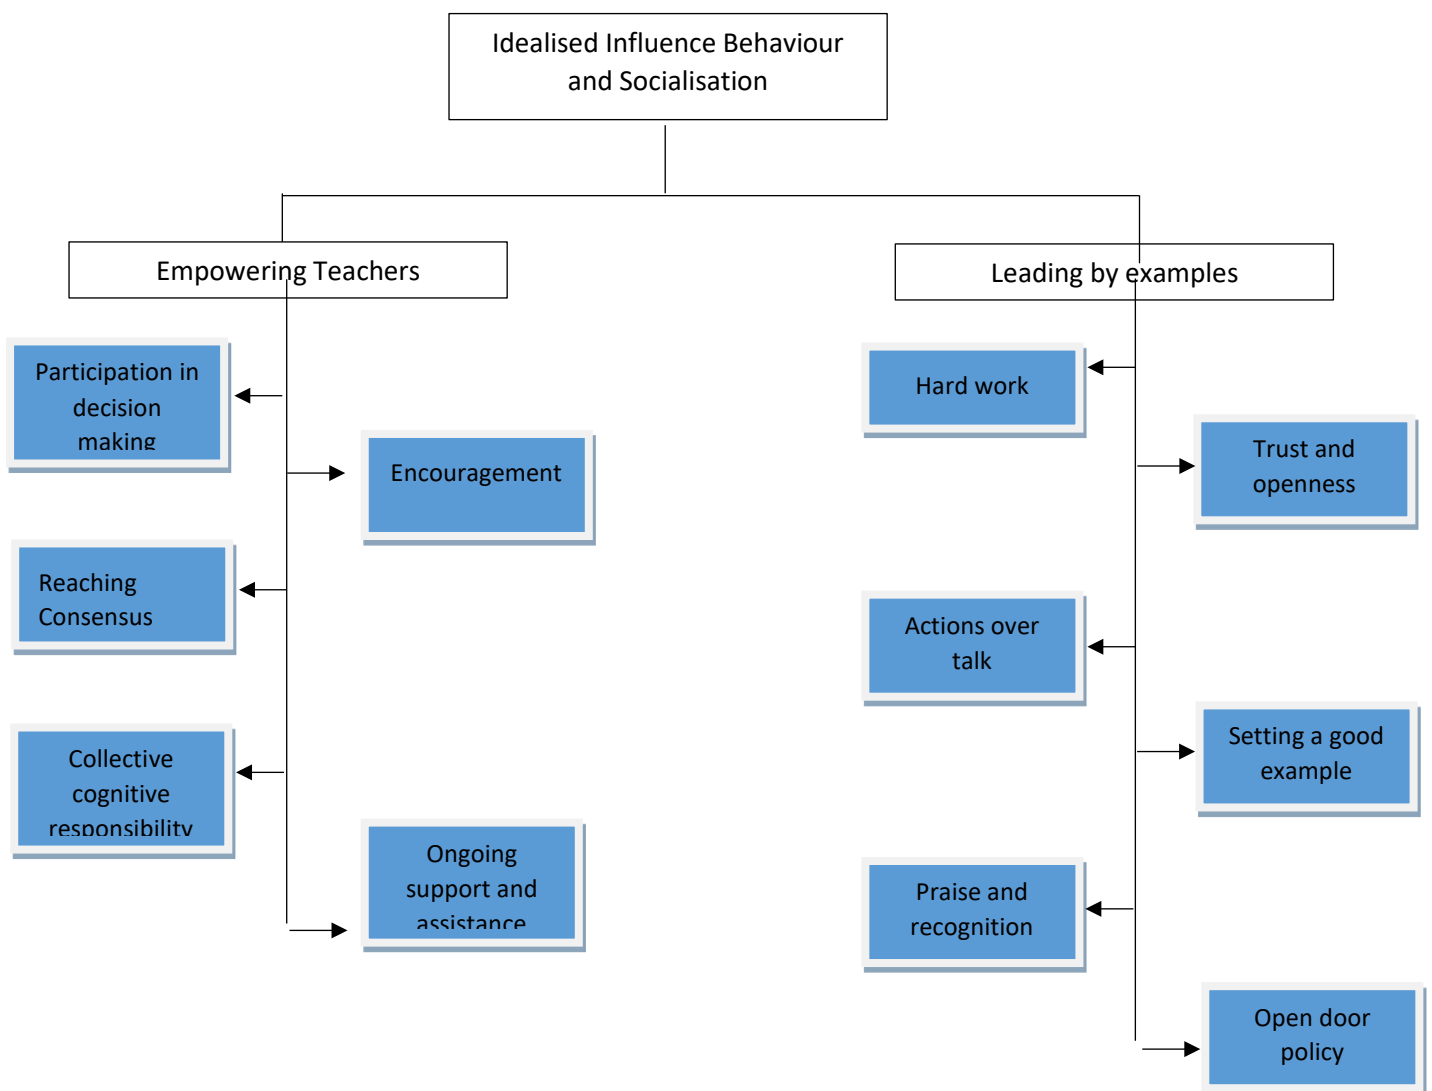 Idealised Influence Behaviour
and Socialisation
Empowering Teachers
Leading by examples
Participation in
decision
making
Encouragement
Reaching
Consensus
Collective
cognitive
responsibility
Ongoing
support and
assistance
Hard work
Trust and
openness
Actions over
talk
Setting a good
example
Praise and
recognition
Open door
policy